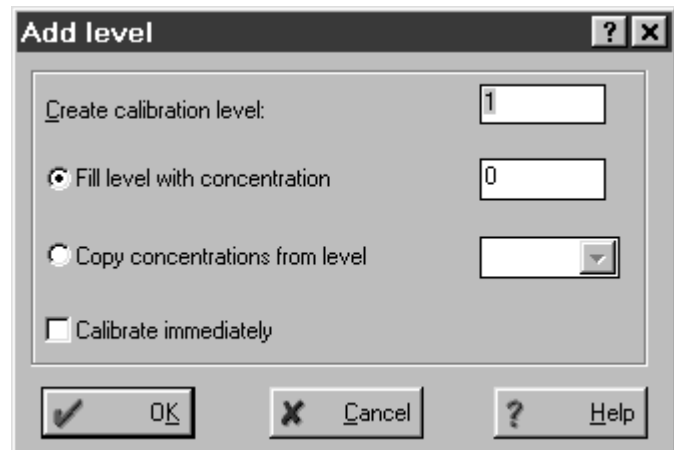 Add level
Create calibration level: 1
Fill level with concentration 0
Copy concentrations from level
Calibrate immediately
OK Cancel ? Help